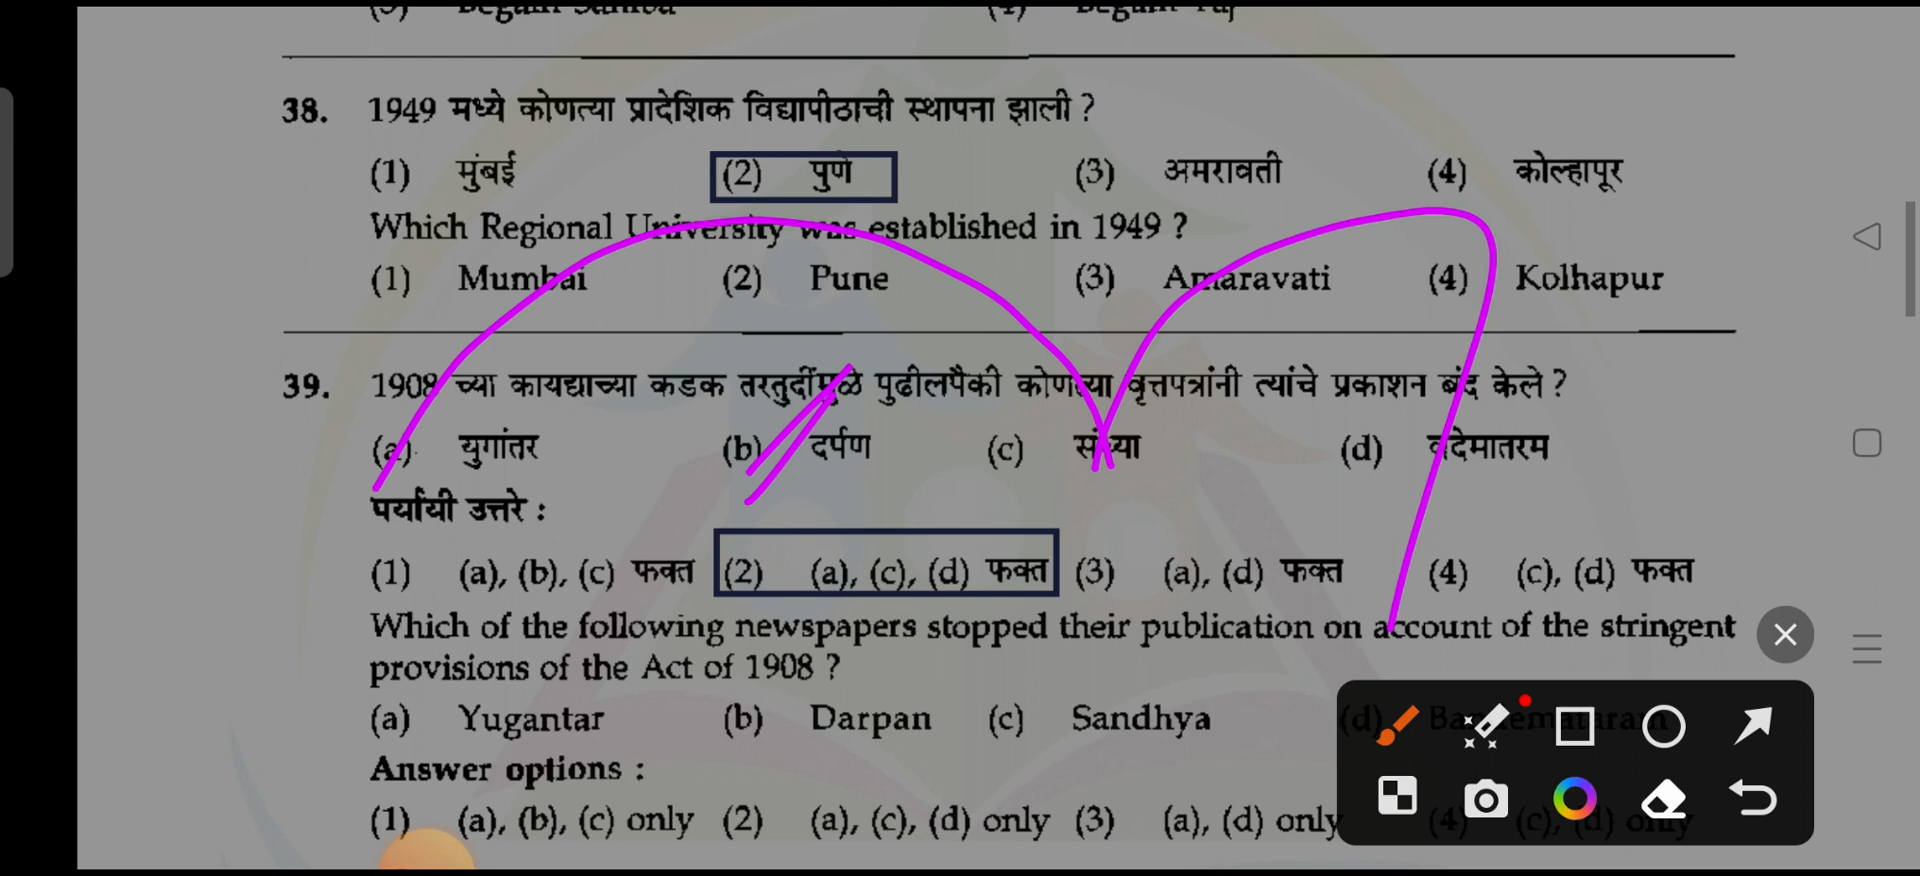 38. 1949 मध्ये कोणत्या प्रादेशिक विद्यापीठाची स्थापना झाली ?
(1) मुंबई (2) पुणे (3) अमरावती (4) कोल्हापूर
Which Regional University was established in 1949 ?
(1) Mumbai (2) Pune (3) Amaravati (4) Kolhapur
39. 1908 च्या कायद्याच्या कडक तरतुदींमुळे पुढीलपैकी कोणत्या वृत्तपत्रांनी त्यांचे प्रकाशन बंद केले ?
(a) युगांतर (b) दर्पण (c) संध्या (d) वंदेमातरम
पर्यायी उत्तरे :
(1) (a), (b), (c) फक्त (2) (a), (c), (d) फक्त (3) (a), (d) फक्त (4) (c), (d) फक्त
Which of the following newspapers stopped their publication on account of the stringent
provisions of the Act of 1908 ?
(a) Yugantar (b) Darpan (c) Sandhya (d) Bandemataram
Answer options :
(1) (a), (b), (c) only (2) (a), (c), (d) only (3) (a), (d) only (4) (c), (d) only